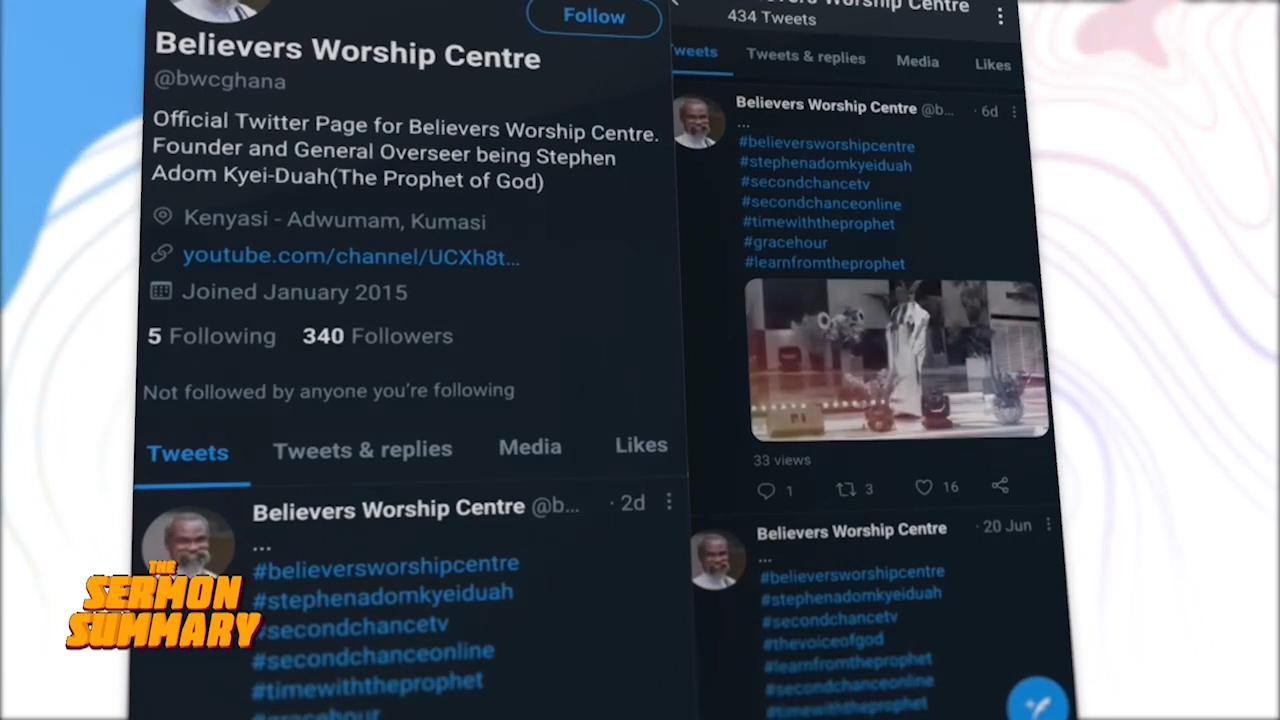 Follow
Believers Worship Centre
@bwcghana
Official Twitter Page for Believers Worship Centre.
Founder and General Overseer being Stephen
Adom Kyei-Duah(The Prophet of God)
Kenyasi - Adwumam, Kumasi
youtube.com/channel/UCXh8t...
Joined January 2015
5 Following 340 Followers
Not followed by anyone you're following
Tweets Tweets & replies Media Likes
Believers Worship Centre @b... · 2d
...
#believersworshipcentre
#stephenadomkyeiduah
#secondchancetv
#secondchanceonline
#timewiththeprophet
#gracehour
Worship Centre
434 Tweets
Tweets Tweets & replies Media Likes
Believers Worship Centre @b... · 6d
...
#believersworshipcentre
#stephenadomkyeiduah
#secondchancetv
#secondchanceonline
#timewiththeprophet
#gracehour
#learnfromtheprophet
33 views
1 3 16
Believers Worship Centre · 20 Jun
...
#believersworshipcentre
#stephenadomkyeiduah
#secondchancetv
#thevoiceofgod
#learnfromtheprophet
#secondchanceonline
#timewiththeprophet
THE
SERMON
SUMMARY